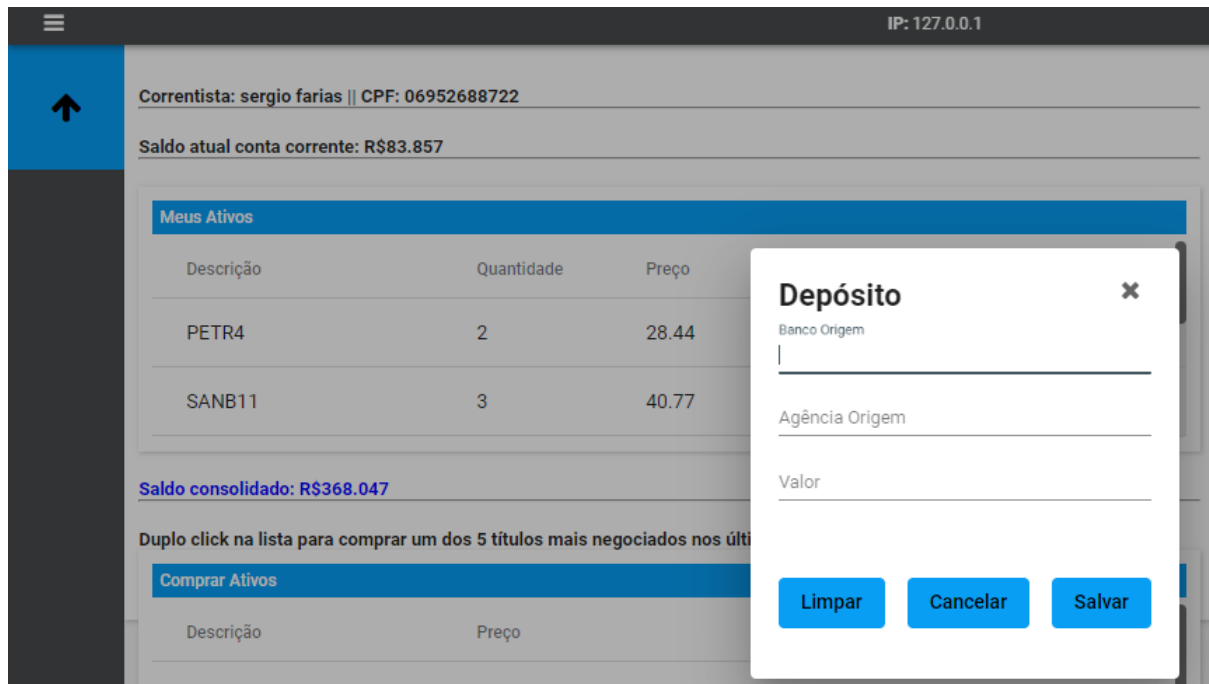 IP: 127.0.0.1
Correntista: sergio farias || CPF: 06952688722
Saldo atual conta corrente: R$83.857
Meus Ativos
Descrição Quantidade Preço
PETR4 2 28.44
SANB11 3 40.77
Saldo consolidado: R$368.047
Duplo click na lista para comprar um dos 5 títulos mais negociados nos
Comprar Ativos
Descrição Preço
Depósito
Banco Origem
Agência Origem
Valor
Limpar Cancelar Salvar